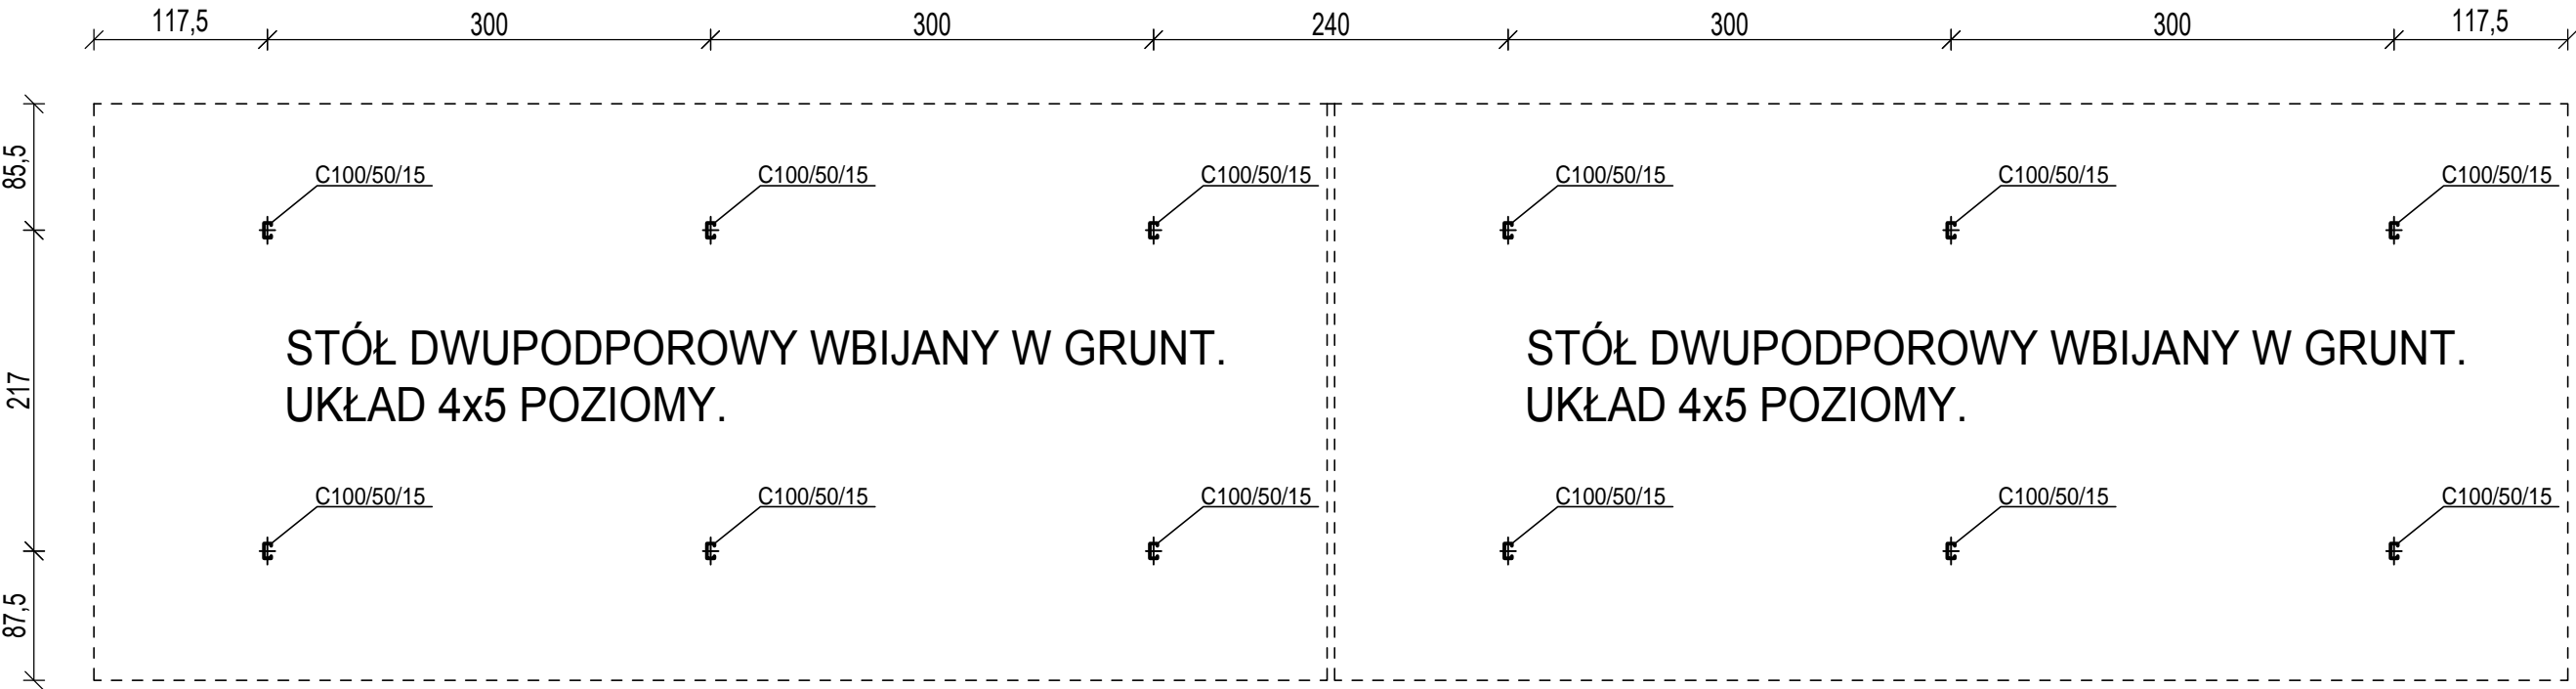 117,5 300 300 240 300 300 117,5
85,5
C100/50/15 C100/50/15 C100/50/15 C100/50/15 C100/50/15 C100/50/15
STÓŁ DWUPODPOROWY WBIJANY W GRUNT.
UKŁAD 4x5 POZIOMY.
STÓŁ DWUPODPOROWY WBIJANY W GRUNT.
UKŁAD 4x5 POZIOMY.
217
C100/50/15 C100/50/15 C100/50/15 C100/50/15 C100/50/15 C100/50/15
87,5